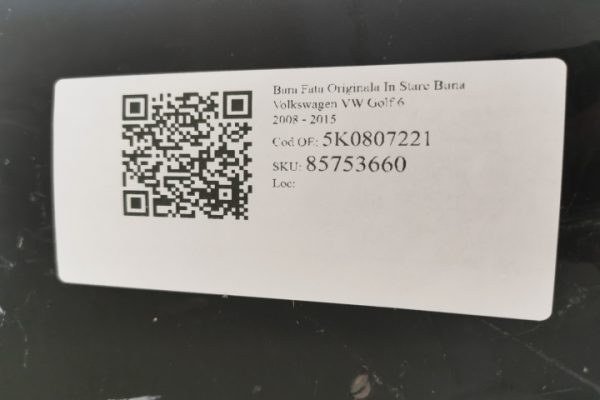 Bara Fata Originala In Stare Buna
Volkswagen VW Golf 6
2008 - 2015
Cod OE: 5K0807221
SKU: 85753660
Loc: